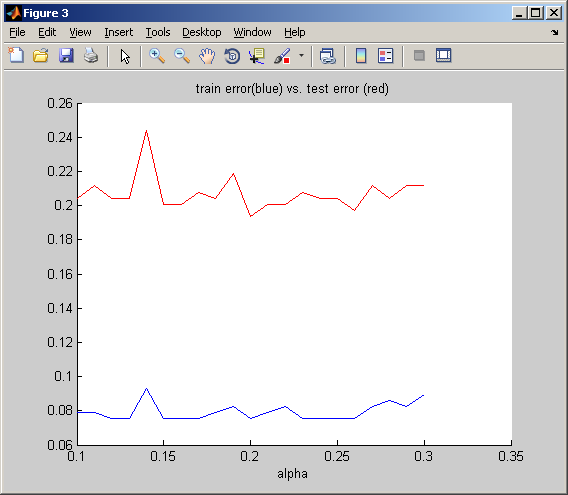 Figure 3
File Edit View Insert Tools Desktop Window Help
train error(blue) vs. test error (red)
0.26
0.24
0.22
0.2
0.18
0.16
0.14
0.12
0.1
0.08
0.06
0.1 0.15 0.2 0.25 0.3 0.35
alpha